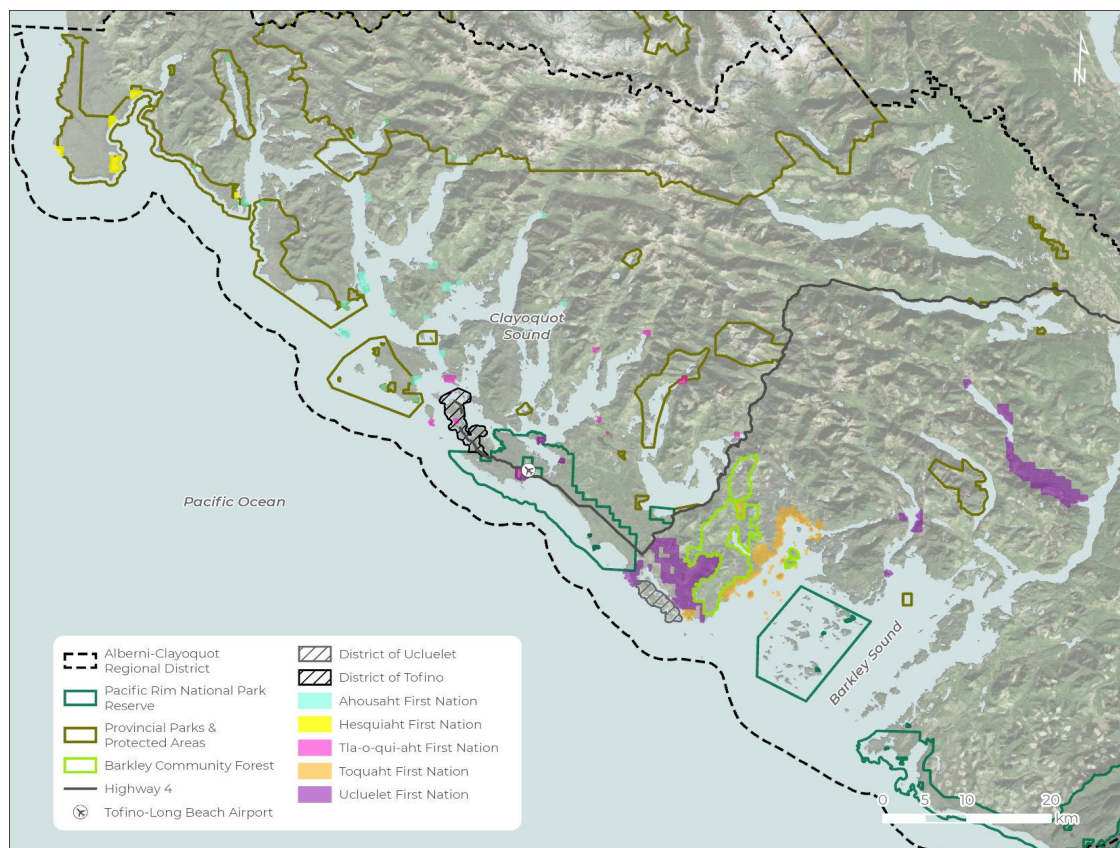 N
Clayoquot
Sound
Pacific Ocean
Barkley Sound
Alberni-Clayoquot
Regional District
Pacific Rim National Park
Reserve
Provincial Parks &
Protected Areas
Barkley Community Forest
Highway 4
Tofino-Long Beach Airport
District of Ucluelet
District of Tofino
Ahousaht First Nation
Hesquiaht First Nation
Tla-o-qui-aht First Nation
Toquaht First Nation
Ucluelet First Nation
0 5 10 20
km